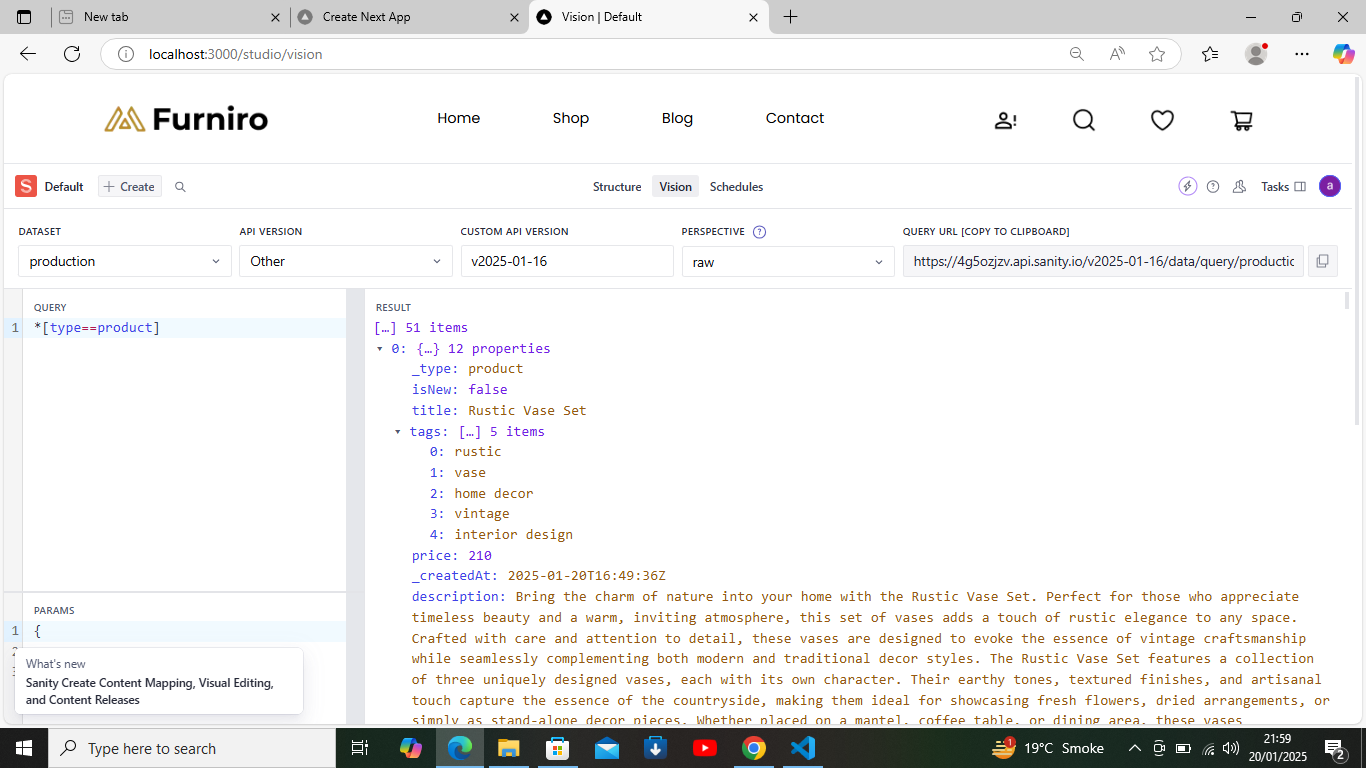 New tab
Create Next App
Vision | Default
localhost:3000/studio/vision
Furniro
Home
Shop
Blog
Contact
S
Default
Create
Structure
Vision
Schedules
Tasks
a
DATASET
API VERSION
CUSTOM API VERSION
PERSPECTIVE
QUERY URL [COPY TO CLIPBOARD]
production
Other
v2025-01-16
raw
https://4g5ozjzv.api.sanity.io/v2025-01-16/data/query/productic
QUERY
1 *[type==product]
RESULT
[…] 51 items
0: {…} 12 properties
_type: product
isNew: false
title: Rustic Vase Set
tags: […] 5 items
0: rustic
1: vase
2: home decor
3: vintage
4: interior design
price: 210
_createdAt: 2025-01-20T16:49:36Z
description: Bring the charm of nature into your home with the Rustic Vase Set. Perfect for those who appreciate
timeless beauty and a warm, inviting atmosphere, this set of vases adds a touch of rustic elegance to any space.
Crafted with care and attention to detail, these vases are designed to evoke the essence of vintage craftsmanship
while seamlessly complementing both modern and traditional decor styles. The Rustic Vase Set features a collection
of three uniquely designed vases, each with its own character. Their earthy tones, textured finishes, and artisanal
touch capture the essence of the countryside, making them ideal for showcasing fresh flowers, dried arrangements, or
simply as stand-alone decor pieces. Whether placed on a mantel, coffee table, or dining area, these vases
PARAMS
1 {
What's new
Sanity Create Content Mapping, Visual Editing,
and Content Releases
Type here to search
19°C Smoke
21:59
20/01/2025
2